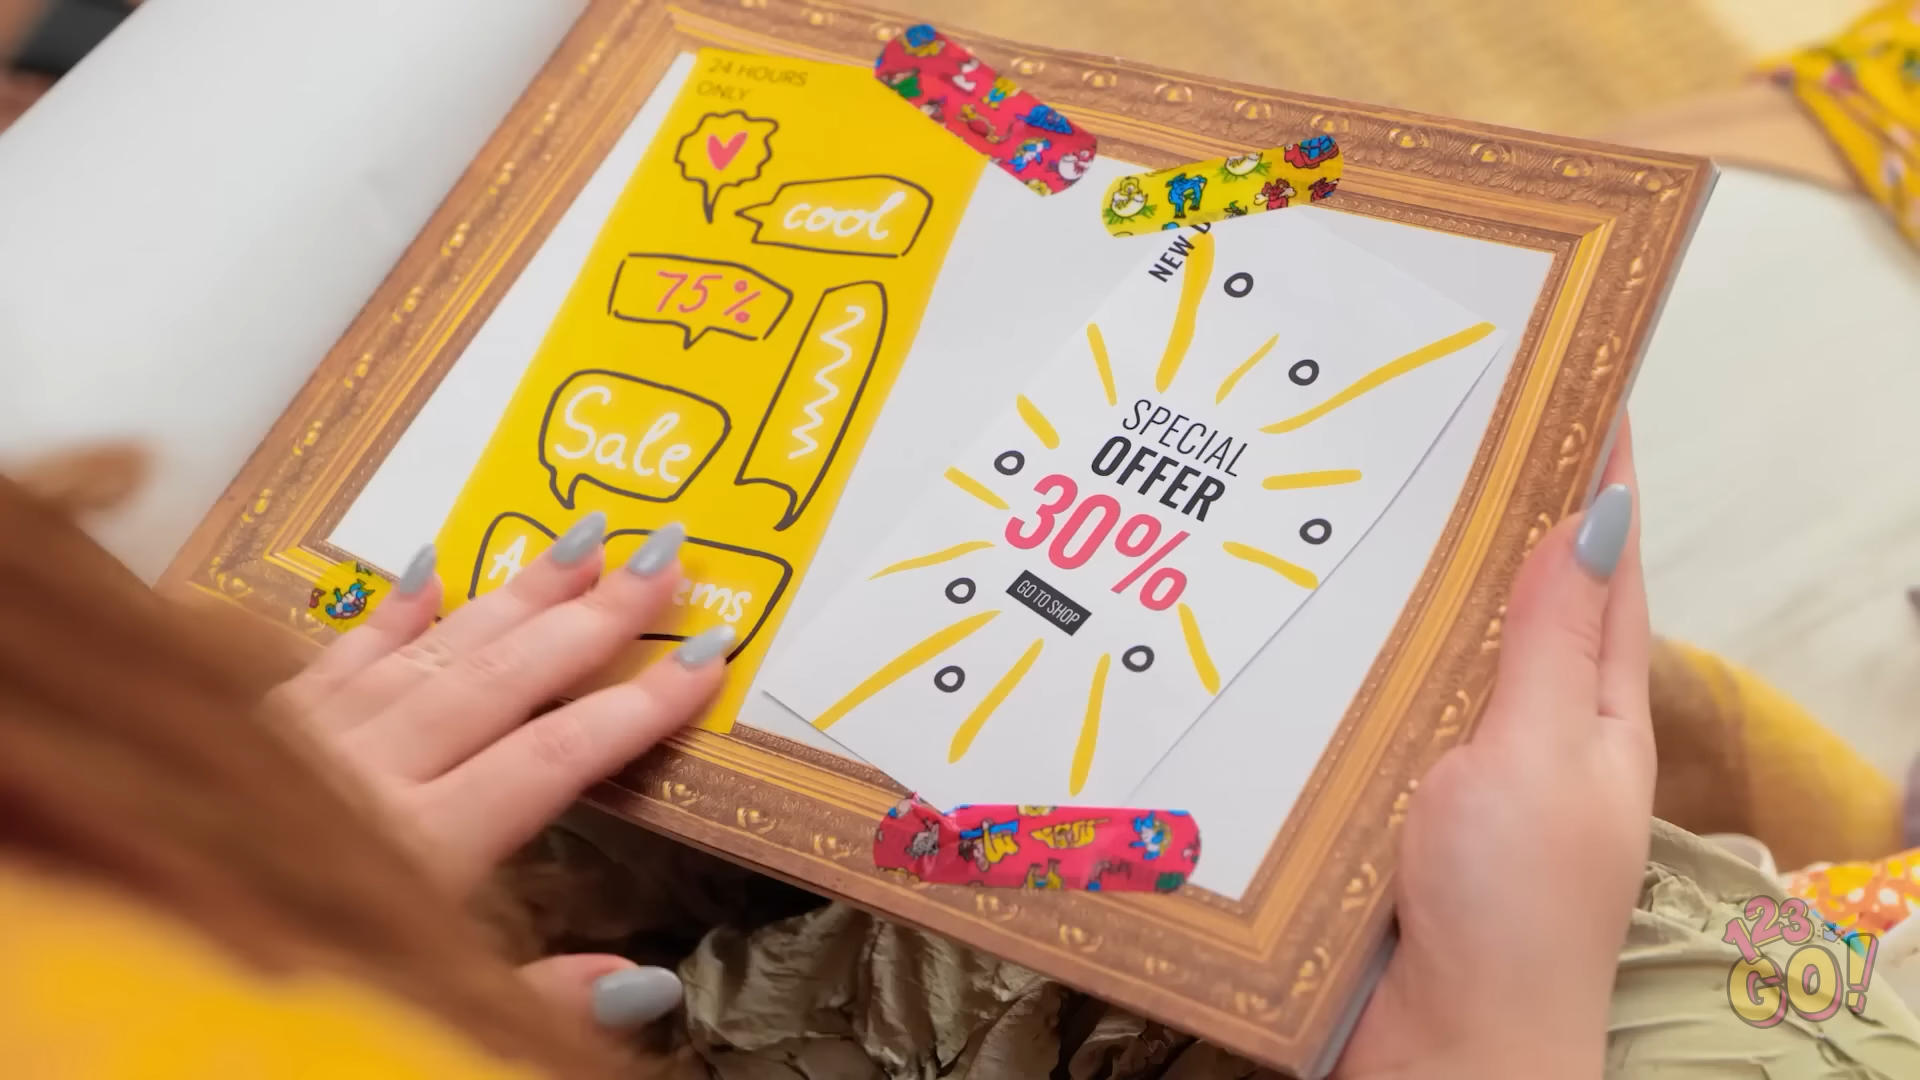 24 HOURS
ONLY
cool
75%
Sale
NEW
SPECIAL
OFFER
30%
GO TO SHOP
123
GO!